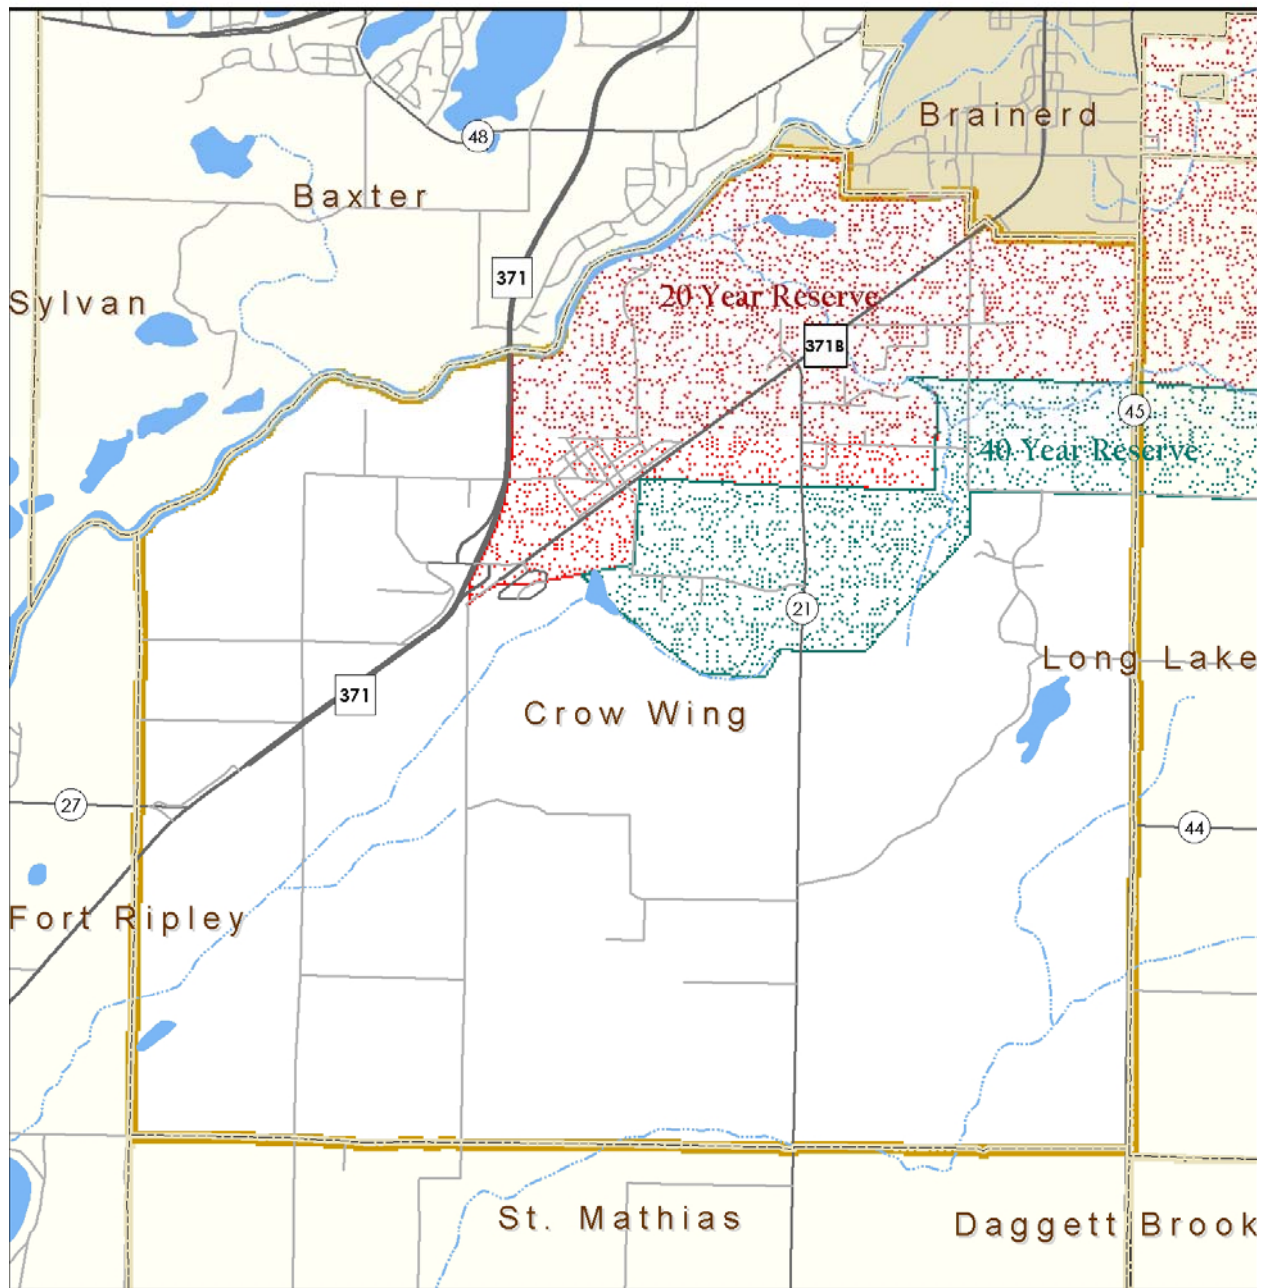 Brainerd
48
Baxter
371
Sylvan
20 Year Reserve
371B
45
40 Year Reserve
21
Long Lake
371
Crow Wing
27
44
Fort Ripley
St. Mathias
Daggett Brook